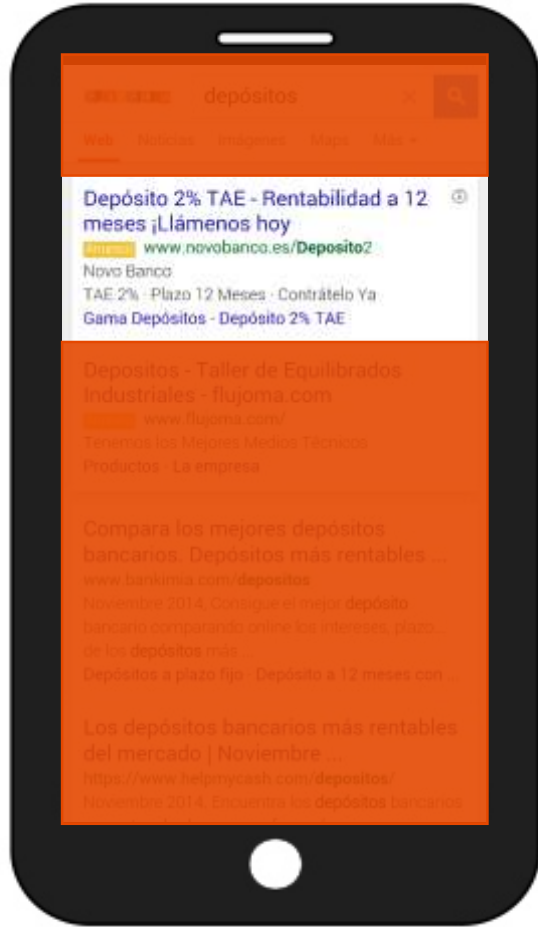 depósitos
Web Noticias Imágenes Maps Más
Depósito 2% TAE - Rentabilidad a 12
meses ¡Llámenos hoy
Anuncio www.novobanco.es/Deposito2
Novo Banco
TAE 2% · Plazo 12 Meses · Contrátelo Ya
Gama Depósitos - Depósito 2% TAE
Depositos - Taller de Equilibrados
Industriales - flujoma.com
www.flujoma.com/
Tenemos los Mejores Medios Técnicos
Productos · La empresa
Compara los mejores depósitos
bancarios. Depósitos más rentables ...
www.bankimia.com/depositos
Noviembre 2014. Consigue el mejor depósito
bancario comparando online los intereses, plazo...
de los depósitos más ...
Depósitos a plazo fijo · Depósito a 12 meses con ...
Los depósitos bancarios más rentables
del mercado | Noviembre ...
https://www.helpmycash.com/depositos/
Noviembre 2014. Encuentra los depósitos bancarios